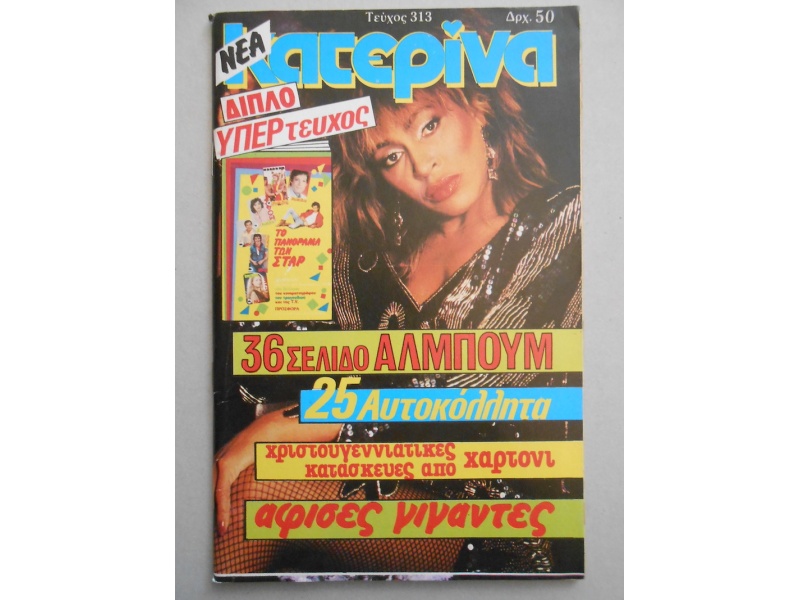 Τεύχος 313
Δρχ. 50
ΝΕΑ
κατερίνα
ΔΙΠΛΟ
ΥΠΕΡτευχος
ΤΟ
ΠΑΝΟΡΑΜΑ
ΤΩΝ
ΣΤΑΡ
36 ΣΕΛΙΔΟ ΑΛΜΠΟΥΜ
25 Αυτοκόλλητα
χριστουγεννιατικες
κατασκευες απο χαρτονι
αφισες γιγαντες